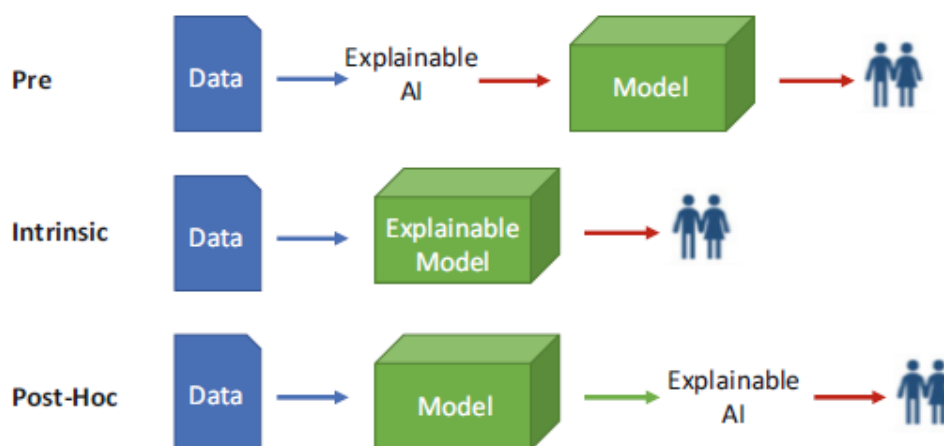 Pre
Data
Explainable
AI
Model
Intrinsic
Data
Explainable
Model
Post-Hoc
Data
Model
Explainable
AI